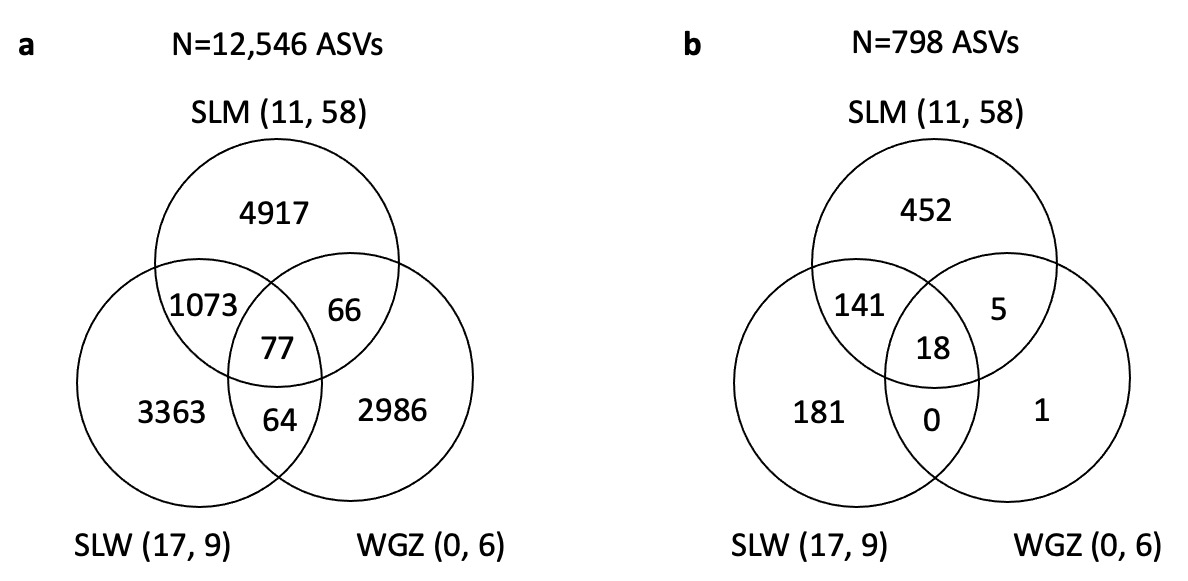 a
N=12,546 ASVs
SLM (11, 58)
4917
1073
66
77
3363
64
2986
SLW (17, 9)
WGZ (0, 6)
b
N=798 ASVs
SLM (11, 58)
452
141
5
18
181
0
1
SLW (17, 9)
WGZ (0, 6)